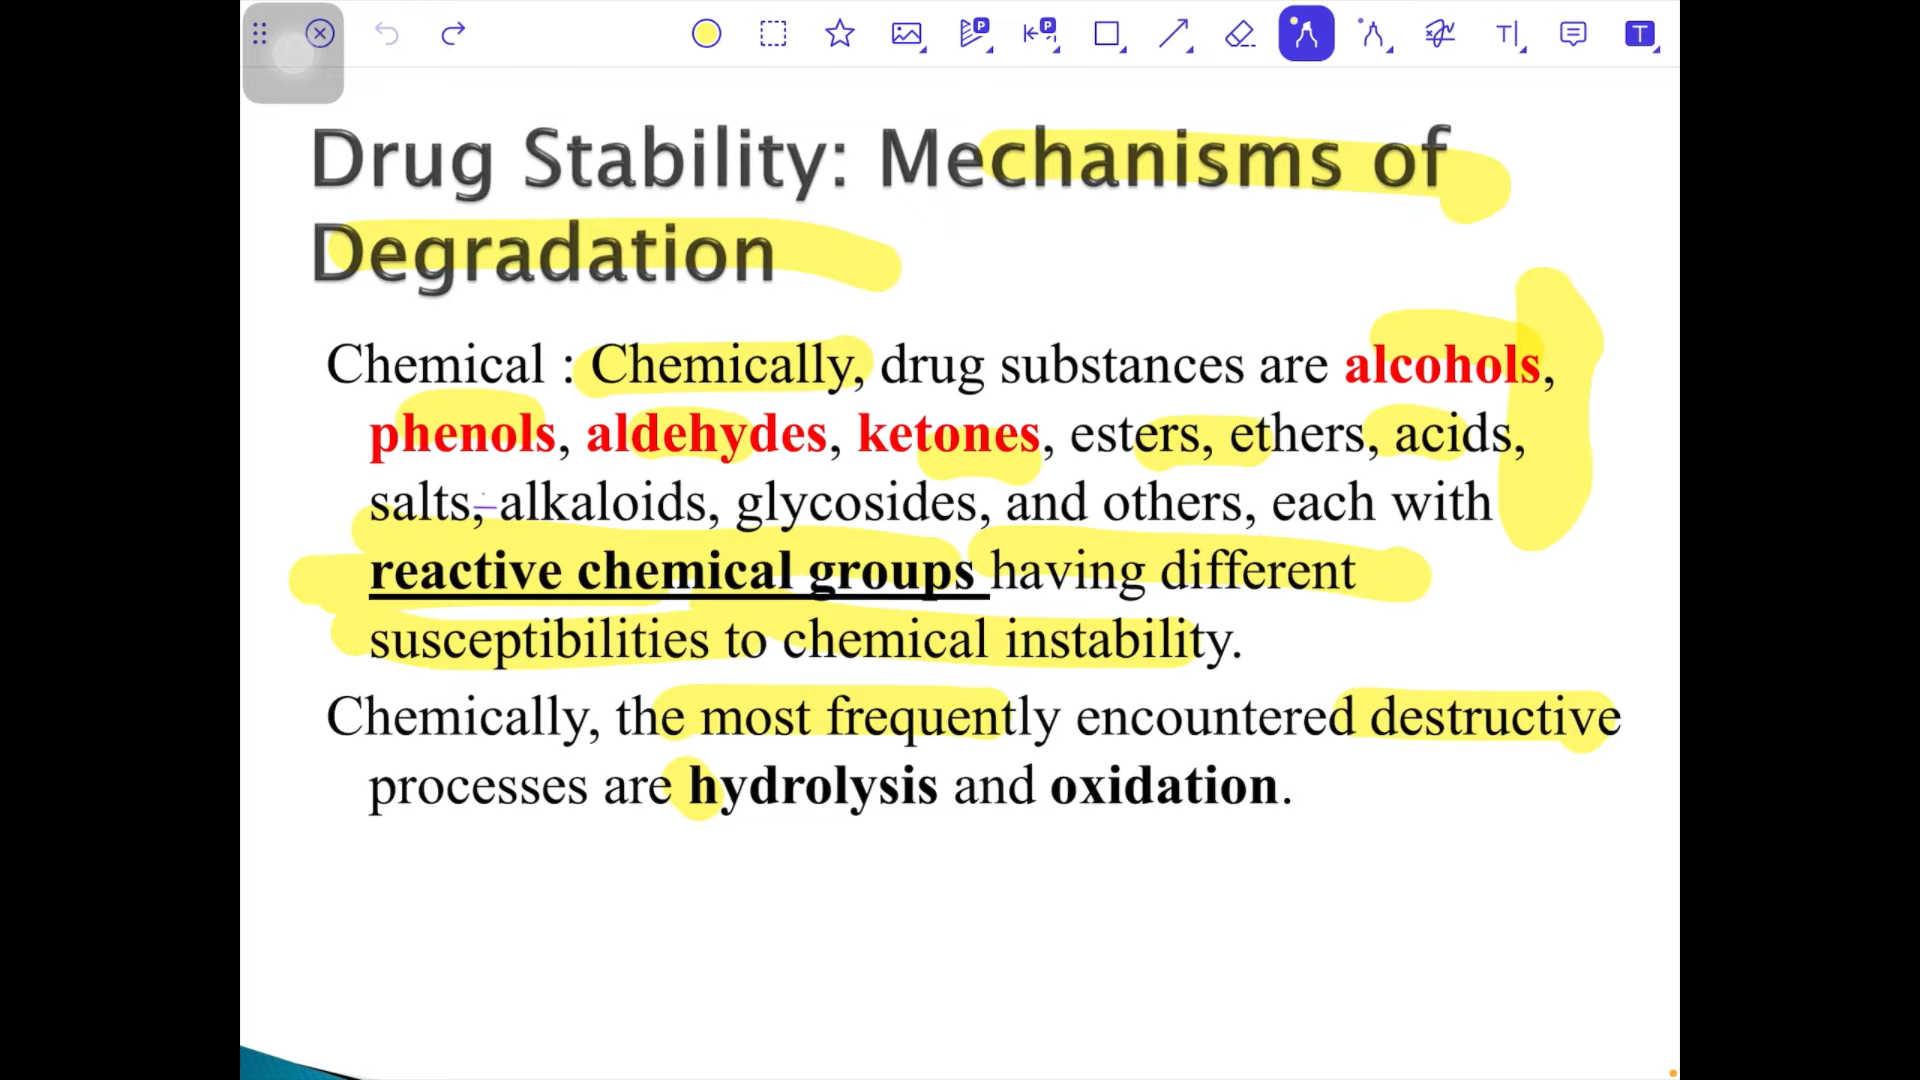 Drug Stability: Mechanisms of
Degradation
Chemical : Chemically, drug substances are alcohols,
phenols, aldehydes, ketones, esters, ethers, acids,
salts, alkaloids, glycosides, and others, each with
reactive chemical groups having different
susceptibilities to chemical instability.
Chemically, the most frequently encountered destructive
processes are hydrolysis and oxidation.